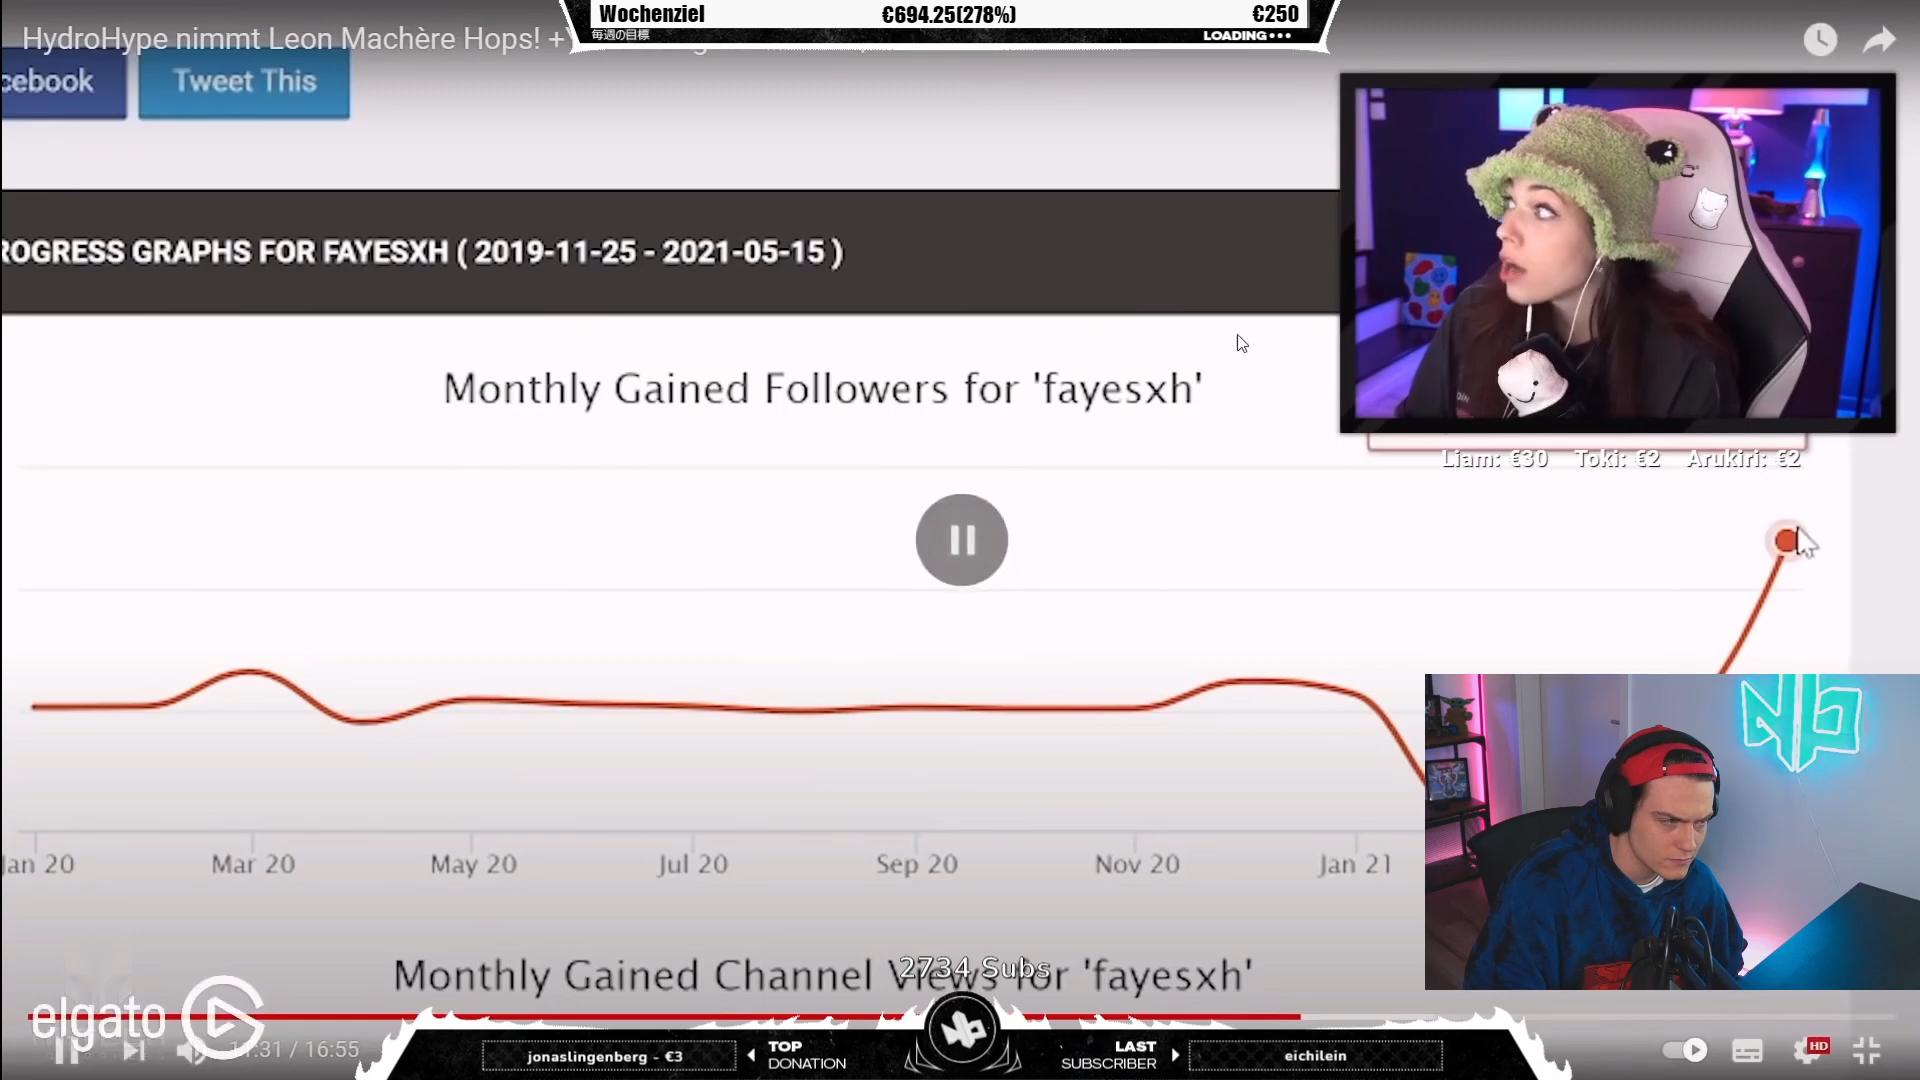 Wochenziel €694.25(278%) €250
毎週の目標 LOADING•••
HydroHype nimmt Leon Machère Hops! +
cebook Tweet This
ROGRESS GRAPHS FOR FAYESXH ( 2019-11-25 - 2021-05-15 )
Monthly Gained Followers for 'fayesxh'
Liam: €30 Toki: €2 Arukiri: €2
Jan 20 Mar 20 May 20 Jul 20 Sep 20 Nov 20 Jan 21
2734 Subs
Monthly Gained Channel Views for 'fayesxh'
elgato
:31 / 16:55
jonaslingenberg - €3
TOP
DONATION
LAST
SUBSCRIBER
eichilein
HD